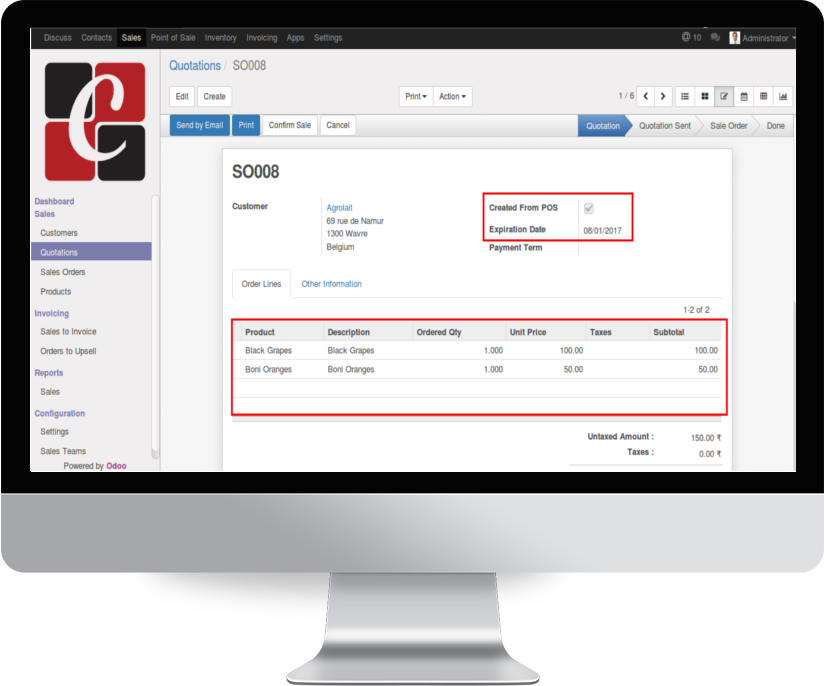 Discuss Contacts Sales Point of Sale Inventory Invoicing Apps Settings @ 10 Administrator
Quotations / SO008
Edit Create Print Action 1 / 6
Send by Email Print Confirm Sale Cancel Quotation Quotation Sent Sale Order Done
C
Dashboard
Sales
Customers
Quotations
Sales Orders
Products
Invoicing
Sales to Invoice
Orders to Upsell
Reports
Sales
Configuration
Settings
Sales Teams
Powered by Odoo
SO008
Customer Agrolait
69 rue de Namur
1300 Wavre
Belgium
Created From POS
Expiration Date 08/01/2017
Payment Term
Order Lines Other Information
1-2 of 2
Product Description Ordered Qty Unit Price Taxes Subtotal
Black Grapes Black Grapes 1.000 100.00 100.00
Boni Oranges Boni Oranges 1.000 50.00 50.00
Untaxed Amount : 150.00 ₹
Taxes : 0.00 ₹